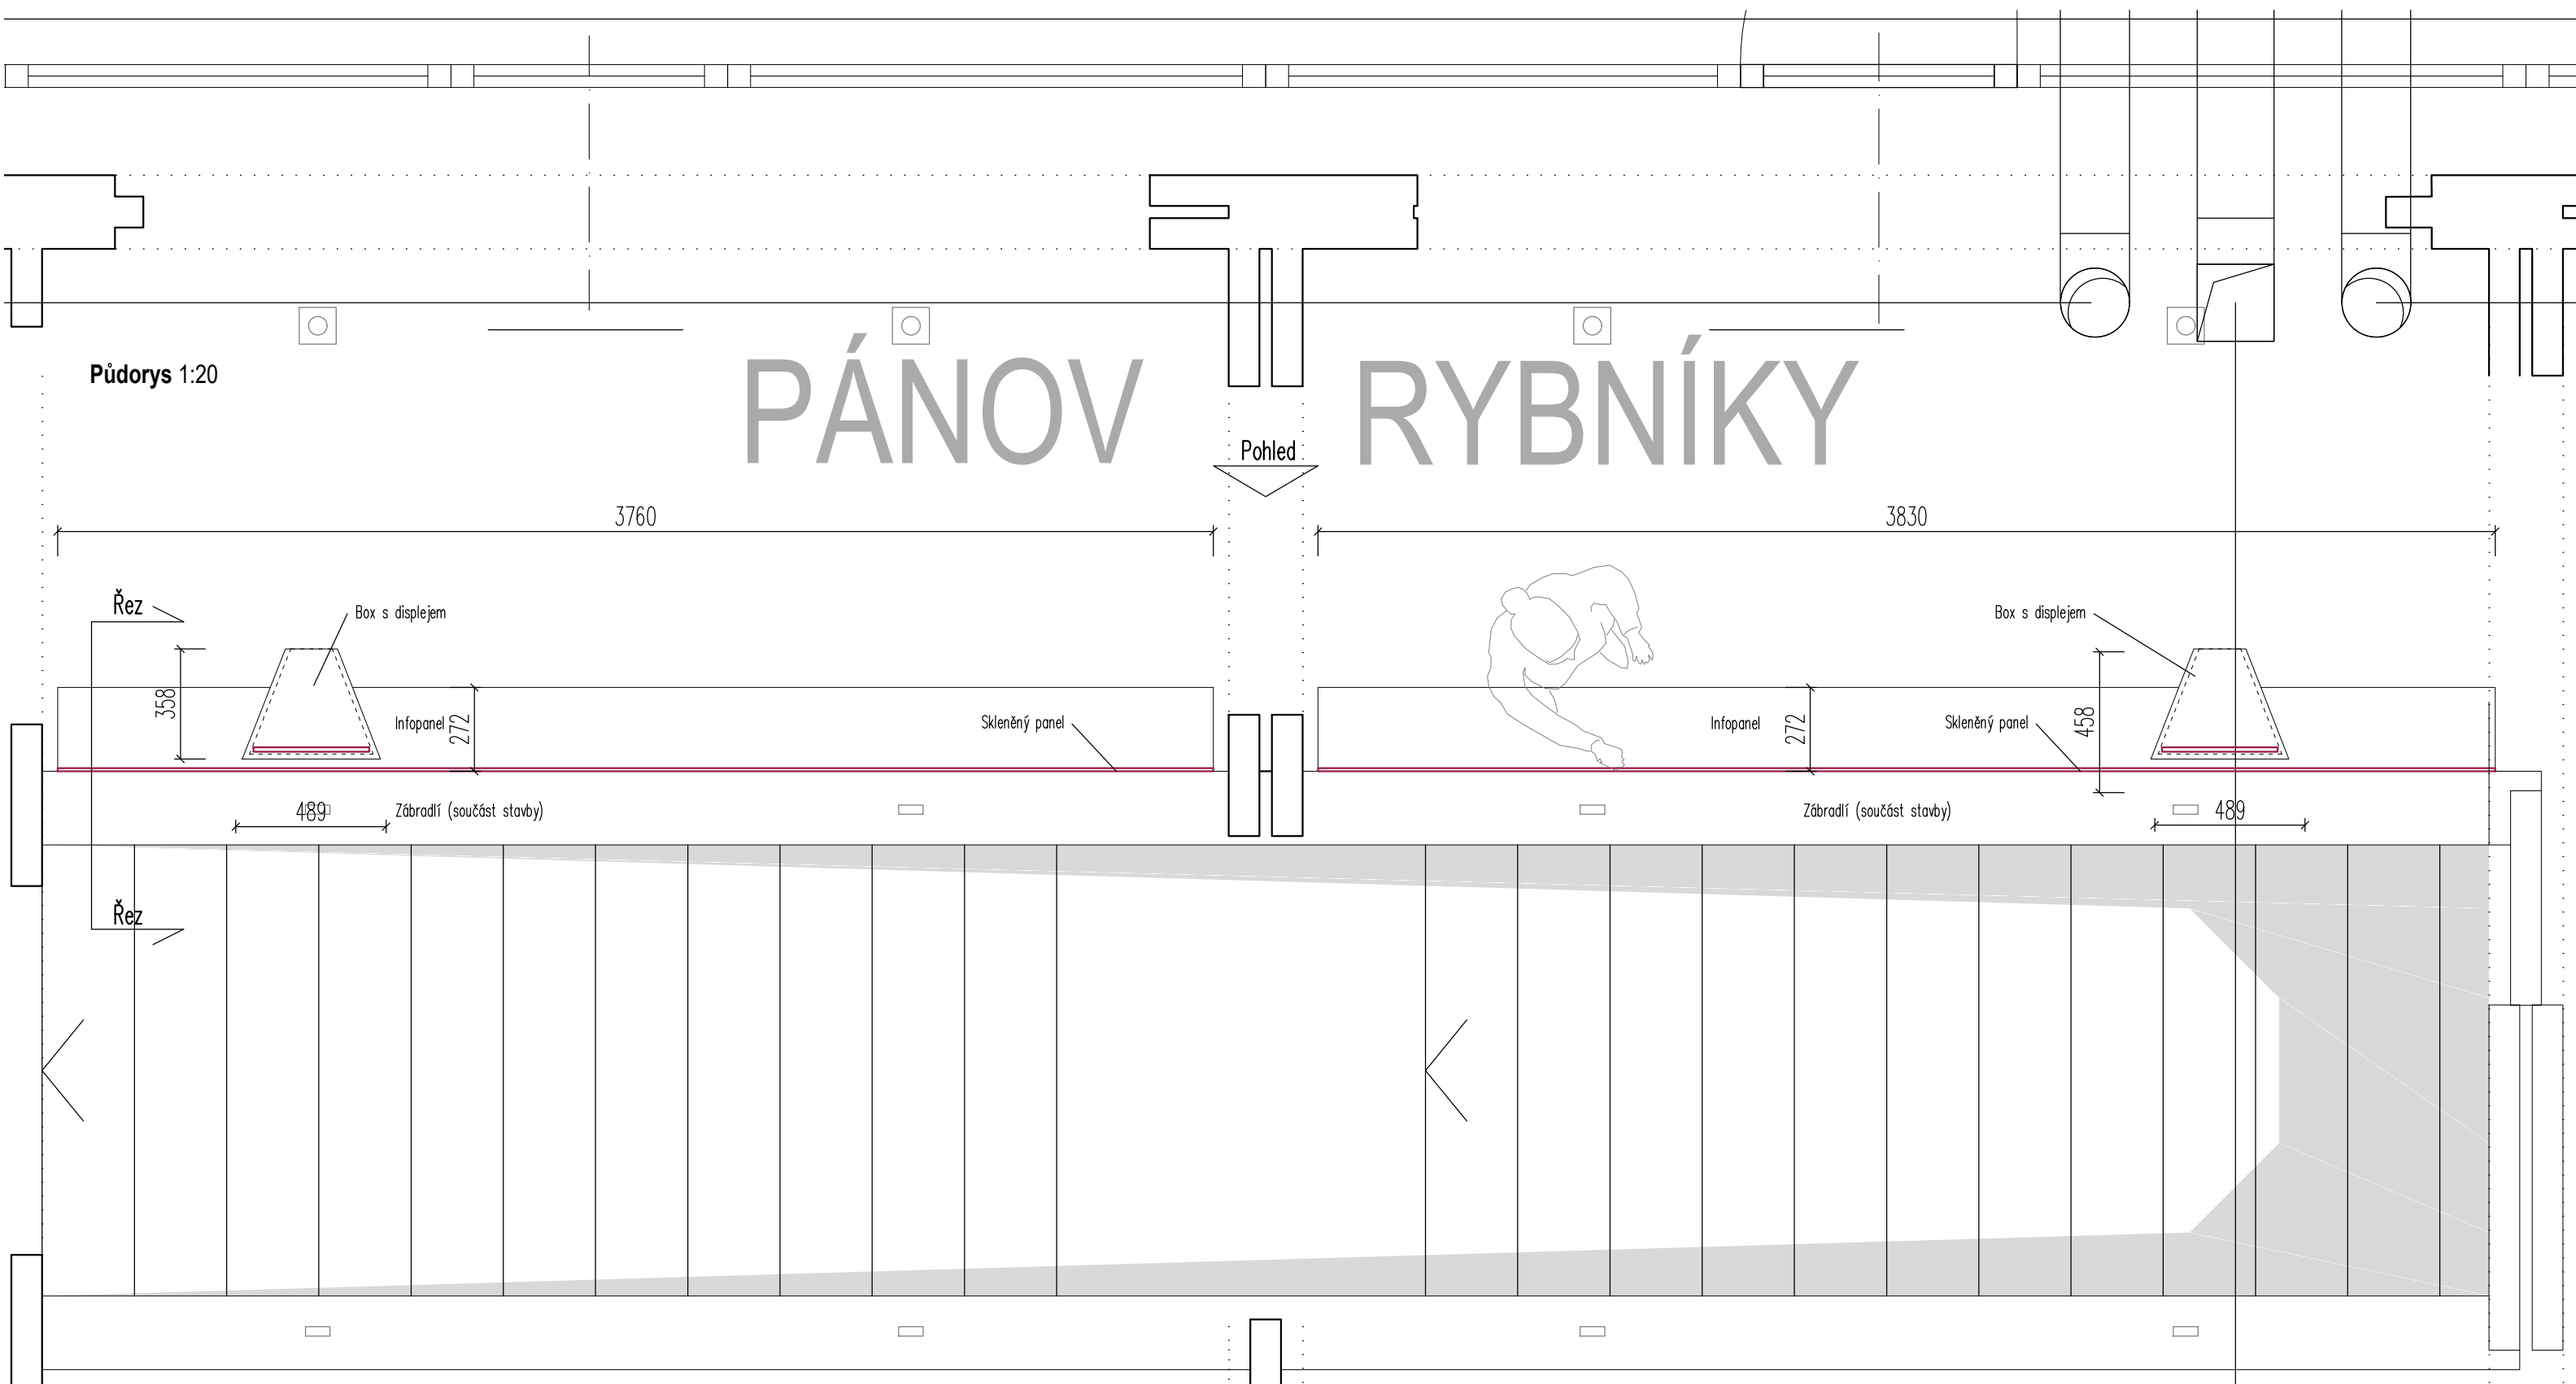 Půdorys 1:20
PÁNOV RYBNÍKY
Pohled
3760
3830
Řez
Box s displejem
Box s displejem
358
Infopanel
272
Skleněný panel
Infopanel
272
Skleněný panel
458
489
Zábradlí (součást stavby)
Zábradlí (součást stavby)
489
Řez